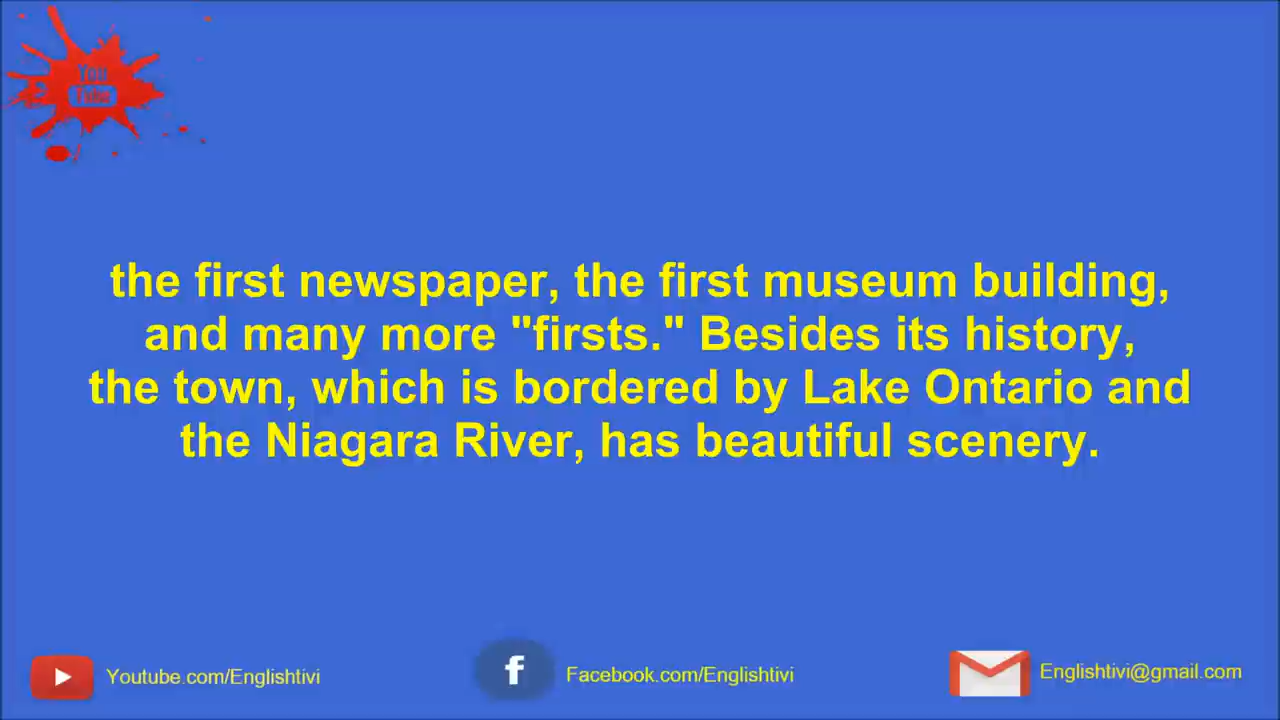 You
Tube
the first newspaper, the first museum building,
and many more "firsts." Besides its history,
the town, which is bordered by Lake Ontario and
the Niagara River, has beautiful scenery.
Youtube.com/Englishtivi
f
Facebook.com/Englishtivi
Englishtivi@gmail.com